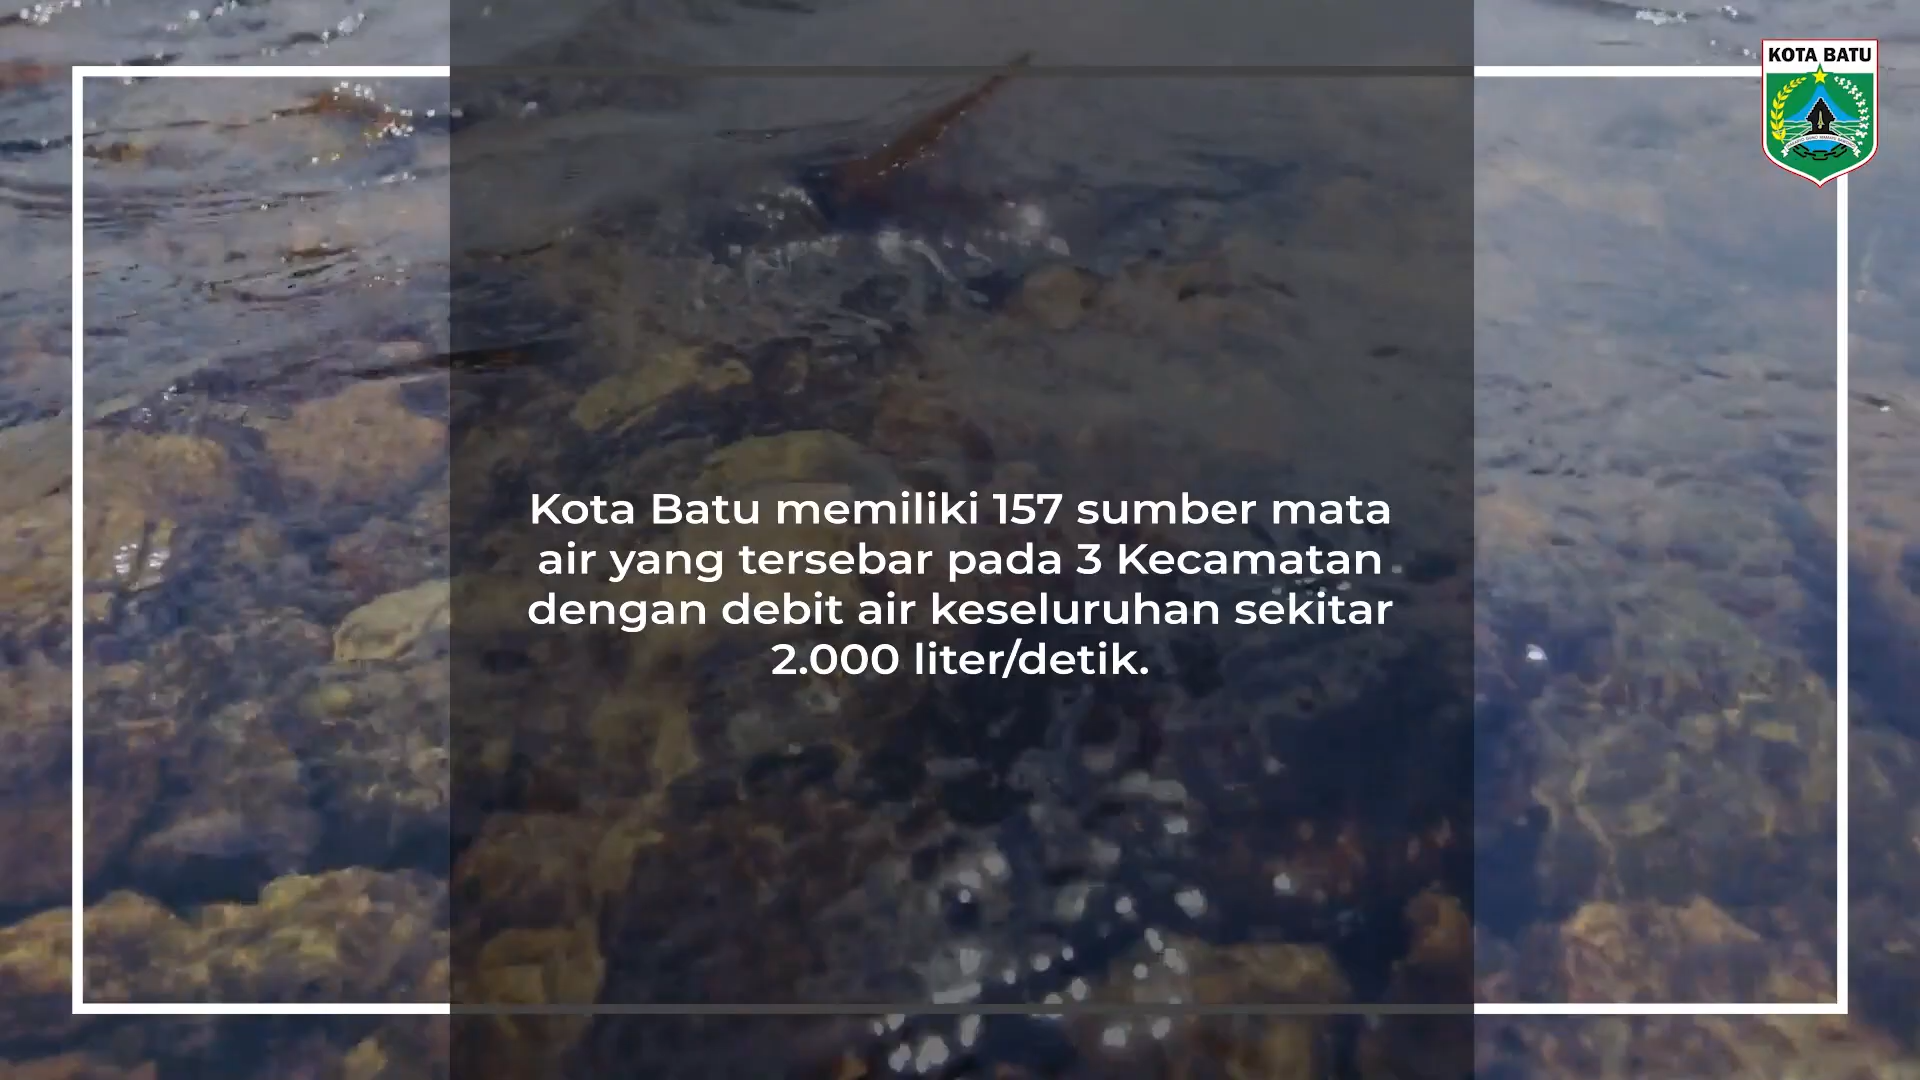 KOTA BATU
Kota Batu memiliki 157 sumber mata
air yang tersebar pada 3 Kecamatan
dengan debit air keseluruhan sekitar
2.000 liter/detik.